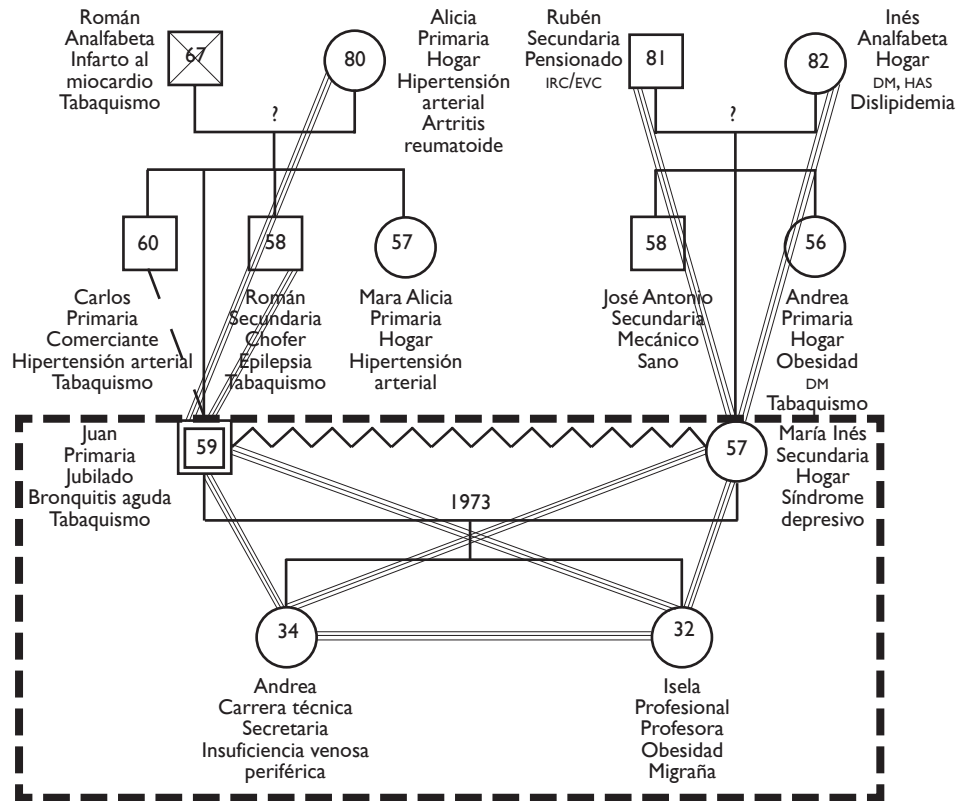 Román
Analfabeta
Infarto al
miocardio
Tabaquismo
67
80
Alicia
Primaria
Hogar
Hipertensión
arterial
Artritis
reumatoide
Rubén
Secundaria
Pensionado
IRC/EVC
81
82
Inés
Analfabeta
Hogar
DM, HAS
Dislipidemia
?
?
60
58
57
58
56
Carlos
Primaria
Comerciante
Hipertensión arterial
Tabaquismo
Román
Secundaria
Chofer
Epilepsia
Tabaquismo
Mara Alicia
Primaria
Hogar
Hipertensión
arterial
José Antonio
Secundaria
Mecánico
Sano
Andrea
Primaria
Hogar
Obesidad
DM
Tabaquismo
Juan
Primaria
Jubilado
Bronquitis aguda
Tabaquismo
59
57
María Inés
Secundaria
Hogar
Síndrome
depresivo
1973
34
32
Andrea
Carrera técnica
Secretaria
Insuficiencia venosa
periférica
Isela
Profesional
Profesora
Obesidad
Migraña